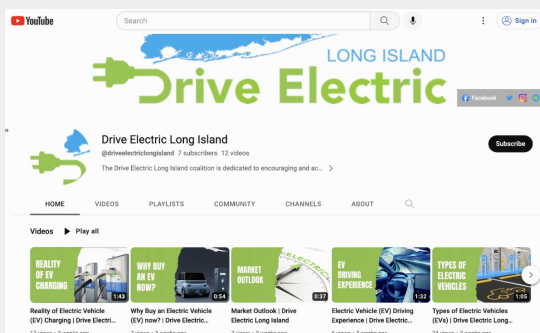 YouTube
Search
Sign in
LONG ISLAND
Drive Electric
Facebook
Drive Electric Long Island
@driveelectriclongisland 7 subscribers 12 videos
The Drive Electric Long Island coalition is dedicated to encouraging and ac...
Subscribe
HOME VIDEOS PLAYLISTS COMMUNITY CHANNELS ABOUT
Videos Play all
REALITY OF EV CHARGING
1:43
WHY BUY AN EV NOW?
0:54
MARKET OUTLOOK
ELECTRIC
0:37
EV DRIVING EXPERIENCE
1:32
TYPES OF ELECTRIC VEHICLES
1:05
Reality of Electric Vehicle
(EV) Charging | Drive Electri...
Why Buy an Electric Vehicle
(EV) now? | Drive Electric...
Market Outlook | Drive
Electric Long Island
Electric Vehicle (EV) Driving
Experience | Drive Electric...
Types of Electric Vehicles
(EVs) | Drive Electric Long...